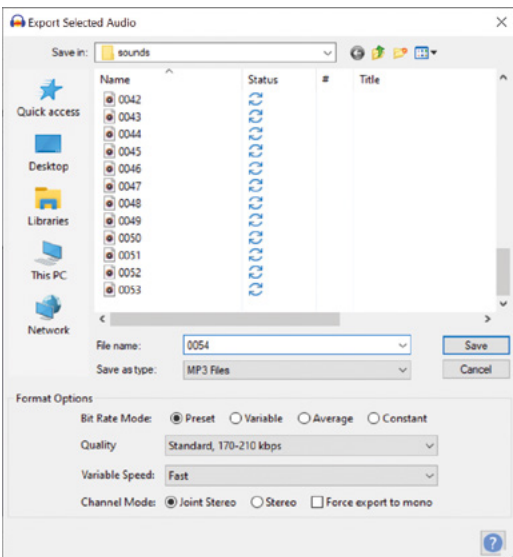 Export Selected Audio
Save in: sounds
Name Status # Title
0042
0043
0044
0045
0046
0047
0048
0049
0050
0051
0052
0053
Quick access
Desktop
Libraries
This PC
Network
File name: 0054 Save
Save as type: MP3 Files Cancel
Format Options
Bit Rate Mode: Preset Variable Average Constant
Quality Standard, 170-210 kbps
Variable Speed: Fast
Channel Mode: Joint Stereo Stereo Force export to mono
?